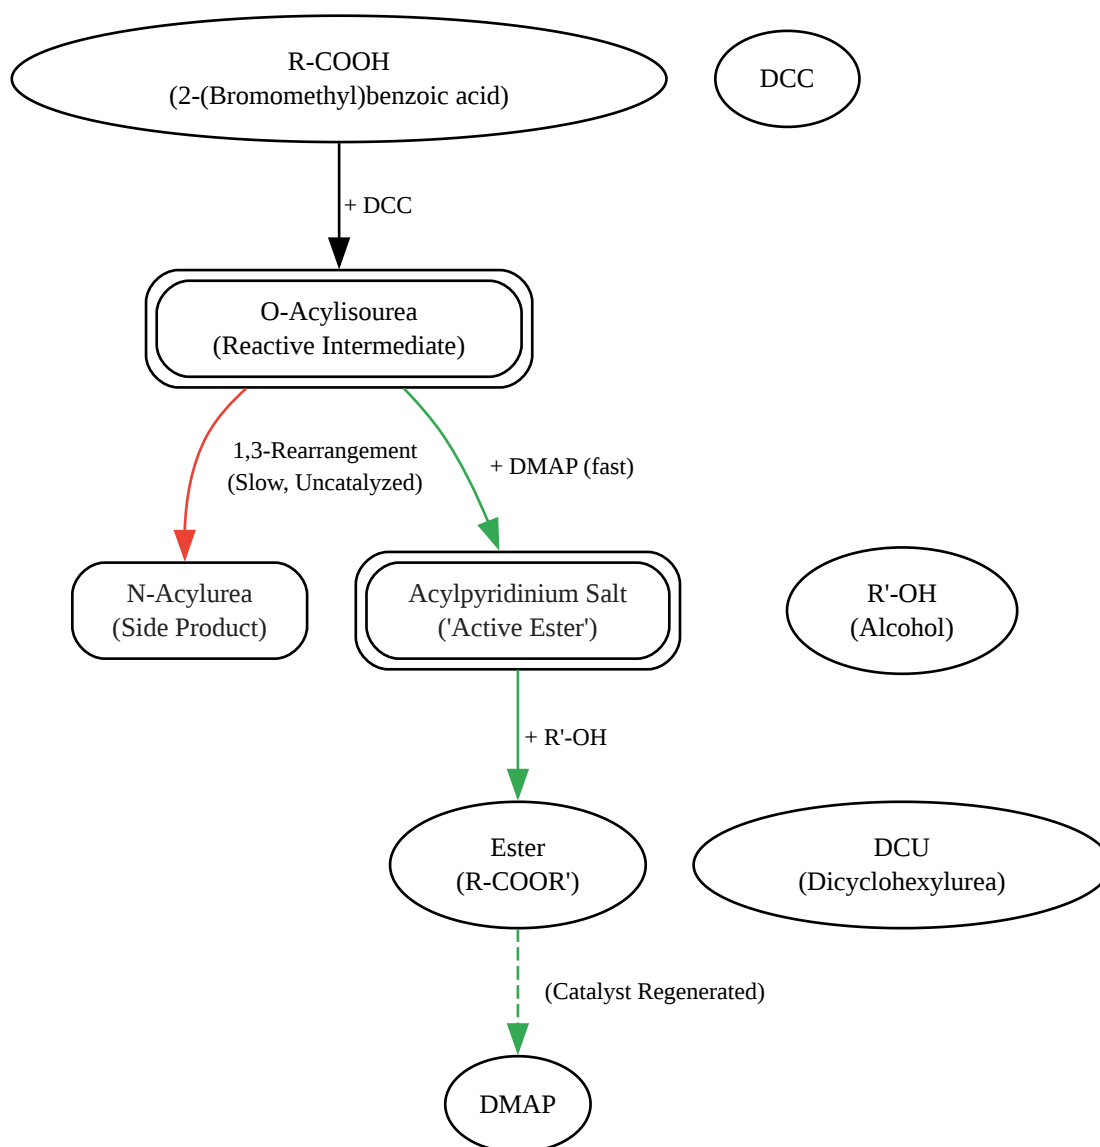 R-COOH
(2-(Bromomethyl)benzoic acid)
DCC
+ DCC
O-Acylisourea
(Reactive Intermediate)
1,3-Rearrangement
(Slow, Uncatalyzed)
+ DMAP (fast)
N-Acylurea
(Side Product)
Acylpyridinium Salt
('Active Ester')
R'-OH
(Alcohol)
+ R'-OH
Ester
(R-COOR')
DCU
(Dicyclohexylurea)
(Catalyst Regenerated)
DMAP